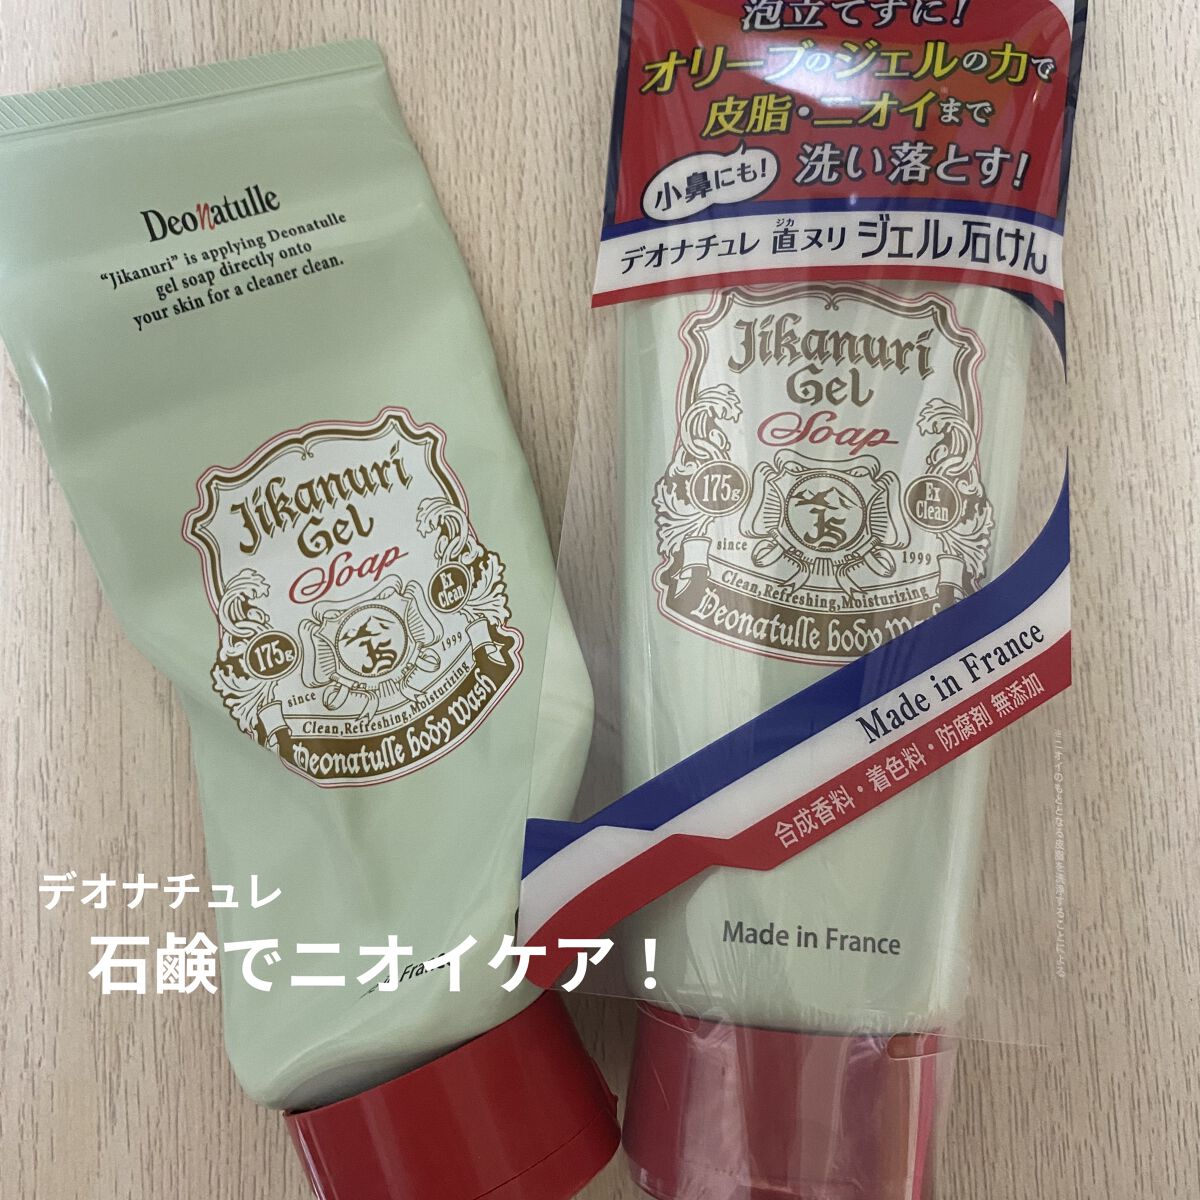 Deonatulle
"Jikanuri" is applying Deonatulle
gel soap directly onto
your skin for a cleaner clean.
Jikanuri
Gel
Soap
175g
Ex
Clean
JS
since
1999
Clean,Refreshing,Moisturizing
Deonatulle body Wash
in France
泡立てずに!
オリーブのジェルの力で
皮脂・ニオイまで
洗い落とす!
小鼻にも!
ジカ
デオナチュレ 直ヌリ ジェル石けん
Jikanuri
Gel
Soap
175g
Ex
Clean
JS
since
1999
Clean,Refreshing,Moisturizing
Deonatulle body Wash
Made in France
合成香料・着色料・防腐剤 無添加
Made in France
デオナチュレ
石鹸でニオイケア!